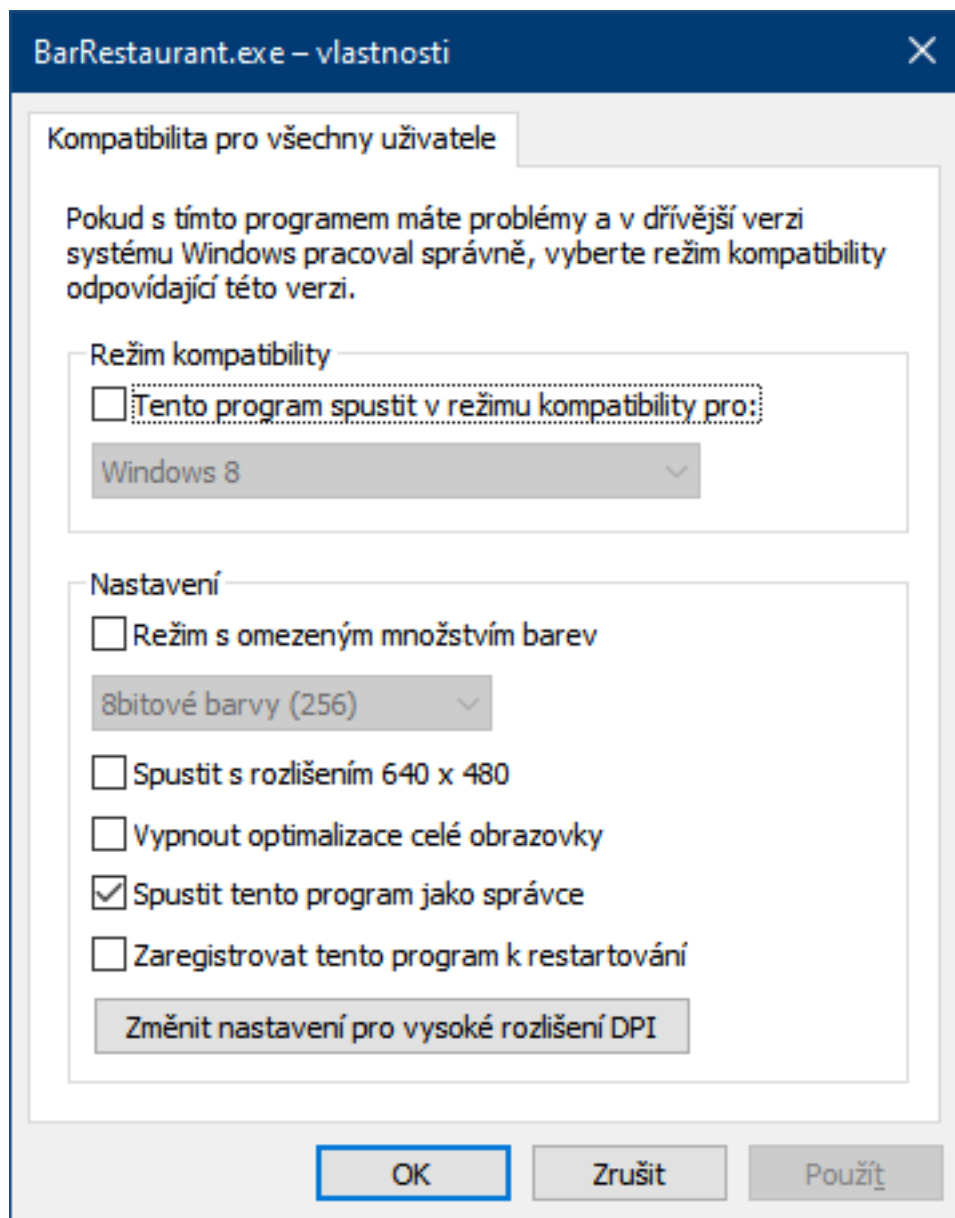 BarRestaurant.exe – vlastnosti
Kompatibilita pro všechny uživatele
Pokud s tímto programem máte problémy a v dřívější verzi
systému Windows pracoval správně, vyberte režim kompatibility
odpovídající této verzi.
Režim kompatibility
Tento program spustit v režimu kompatibility pro:
Windows 8
Nastavení
Režim s omezeným množstvím barev
8bitové barvy (256)
Spustit s rozlišením 640 x 480
Vypnout optimalizace celé obrazovky
Spustit tento program jako správce
Zaregistrovat tento program k restartování
Změnit nastavení pro vysoké rozlišení DPI
OK Zrušit Použít